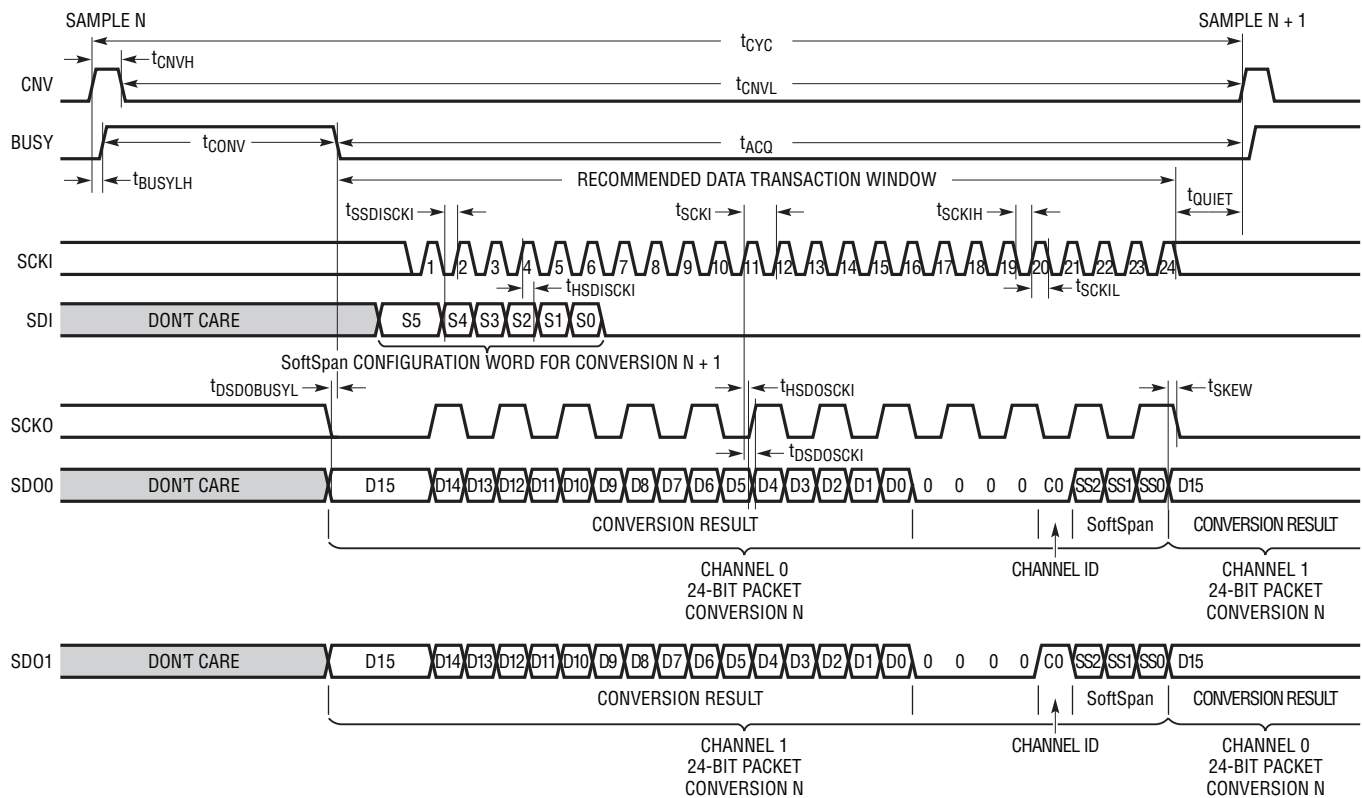 SAMPLE N
SAMPLE N + 1
tCYC
tCNVH
CNV
tCNVL
BUSY
tCONV
tACQ
tBUSYLH
RECOMMENDED DATA TRANSACTION WINDOW
tQUIET
tSSDISCKI
tSCKI
tSCKIH
SCKI
1 2 3 4 5 6 7 8 9 10 11 12 13 14 15 16 17 18 19 20 21 22 23 24
tHSDISCKI
tSCKIL
SDI
DON'T CARE
S5 S4 S3 S2 S1 S0
SoftSpan CONFIGURATION WORD FOR CONVERSION N + 1
tDSDOBUSYL
tHSDOSCKI
tSKEW
SCKO
tDSDOSCKI
SDO0
DON'T CARE
D15 D14 D13 D12 D11 D10 D9 D8 D7 D6 D5 D4 D3 D2 D1 D0 0 0 0 0 C0 SS2 SS1 SS0 D15
CONVERSION RESULT
SoftSpan
CONVERSION RESULT
CHANNEL 0
24-BIT PACKET
CONVERSION N
CHANNEL ID
CHANNEL 1
24-BIT PACKET
CONVERSION N
SDO1
DON'T CARE
D15 D14 D13 D12 D11 D10 D9 D8 D7 D6 D5 D4 D3 D2 D1 D0 0 0 0 0 C0 SS2 SS1 SS0 D15
CONVERSION RESULT
SoftSpan
CONVERSION RESULT
CHANNEL 1
24-BIT PACKET
CONVERSION N
CHANNEL ID
CHANNEL 0
24-BIT PACKET
CONVERSION N